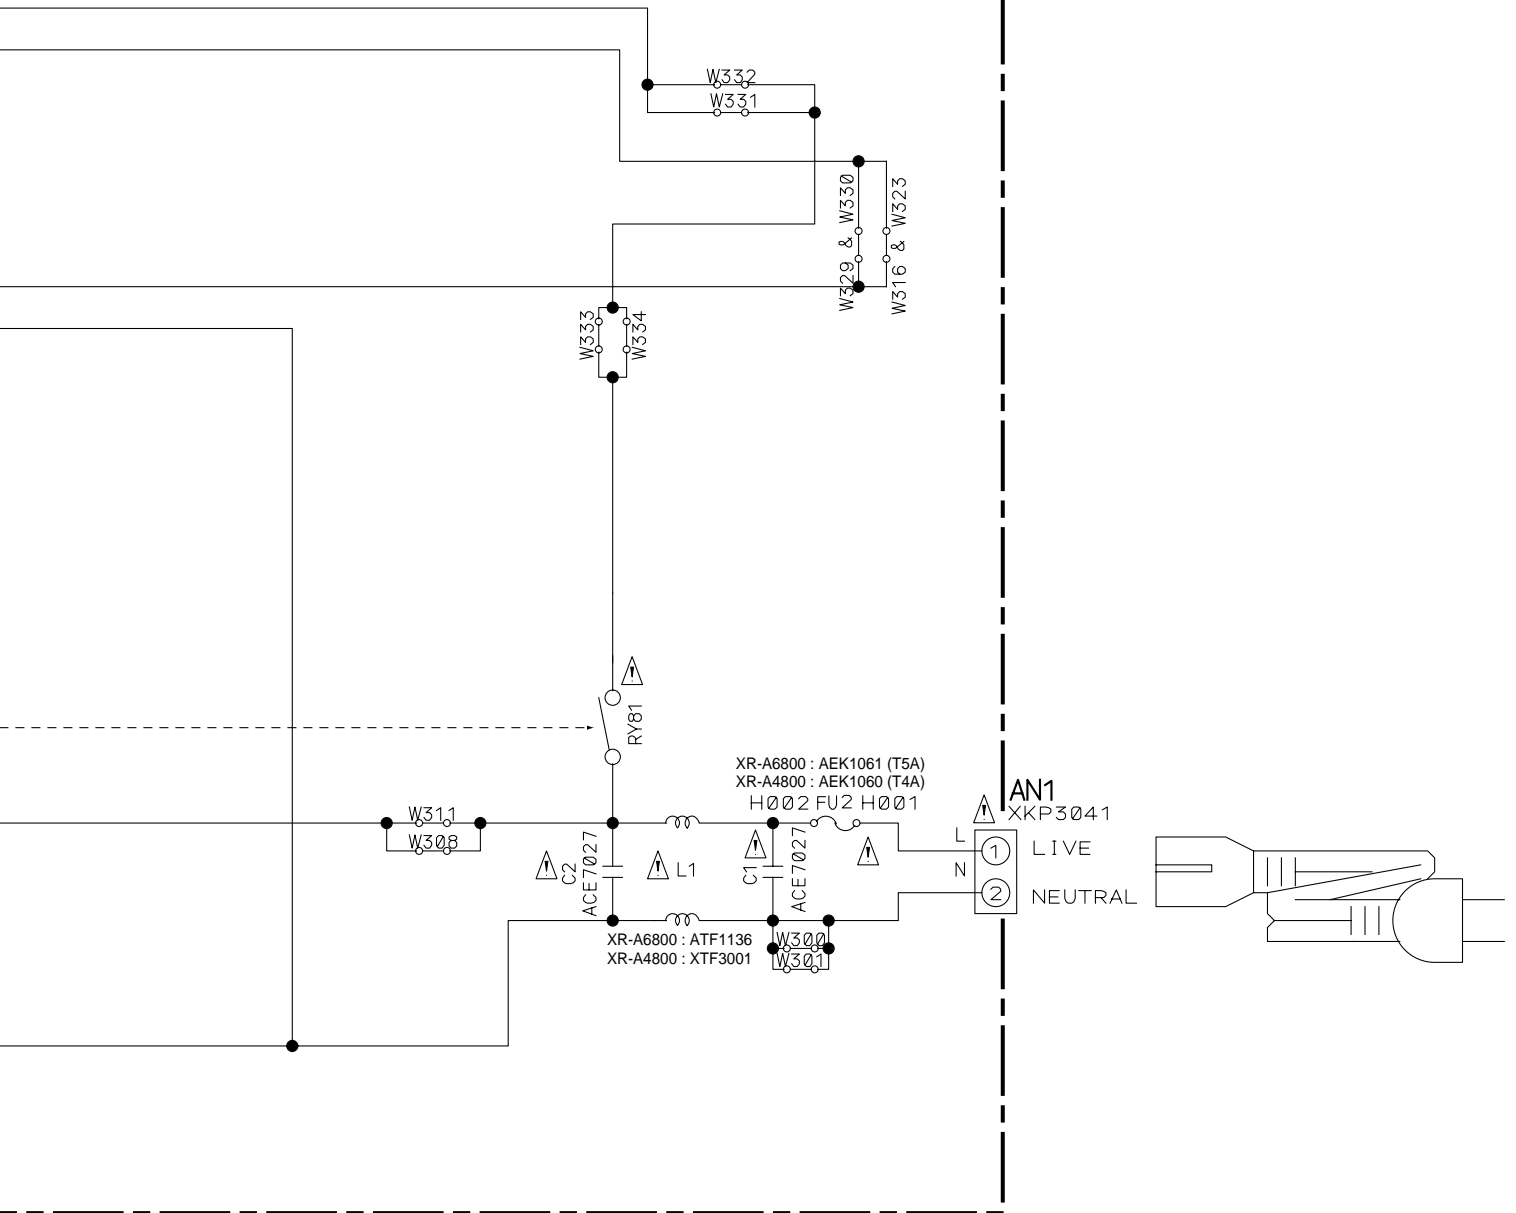 W332
W331
W329 & W330
W316 & W323
W333
W334
RY81
XR-A6800 : AEK1061 (T5A)
XR-A4800 : AEK1060 (T4A)
H002 FU2 H001
AN1
XKP3041
W311
W308
C2
ACE7027
L1
C1
ACE7027
L
1
LIVE
N
2
NEUTRAL
XR-A6800 : ATF1136
XR-A4800 : XTF3001
W300
W301